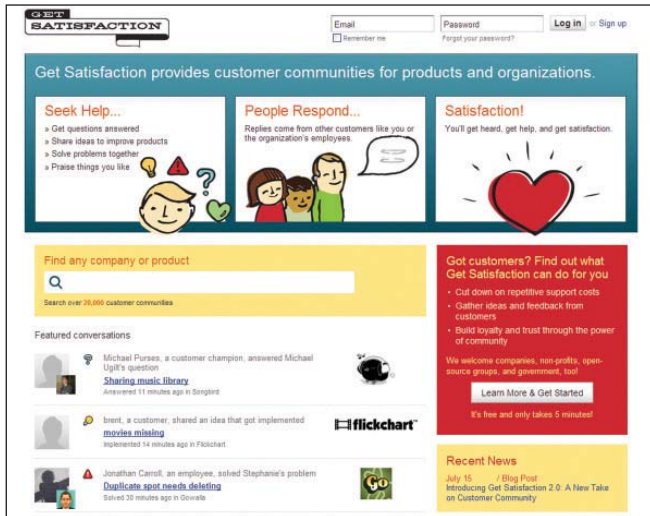 GET
SATISFACTION
Email
Password
Log in or Sign up
Remember me
Forgot your password?
Get Satisfaction provides customer communities for products and organizations.
Seek Help...
» Get questions answered
» Share ideas to improve products
» Solve problems together
» Praise things you like
People Respond...
Replies come from other customers like you or
the organization's employees.
Satisfaction!
You'll get heard, get help, and get satisfaction.
Find any company or product
Search over 20,000 customer communities
Got customers? Find out what
Get Satisfaction can do for you
• Cut down on repetitive support costs
• Gather ideas and feedback from
customers
• Build loyalty and trust through the power
of community
We welcome companies, non-profits, open-
source groups, and government, too!
Learn More & Get Started
It's free and only takes 5 minutes!
Featured conversations
Michael Purses, a customer champion, answered Michael
Ugift's question
Sharing music library
Answered 11 minutes ago in Songbird
brent, a customer, shared an idea that got implemented
movies missing
Implemented 14 minutes ago in Flickchart
flickchart
Jonathan Carroll, an employee, solved Stephanie's problem
Duplicate spot needs deleting
Solved 30 minutes ago in Gowalla
Go
Recent News
July 15 / Blog Post
Introducing Get Satisfaction 2.0: A New Take
on Customer Community